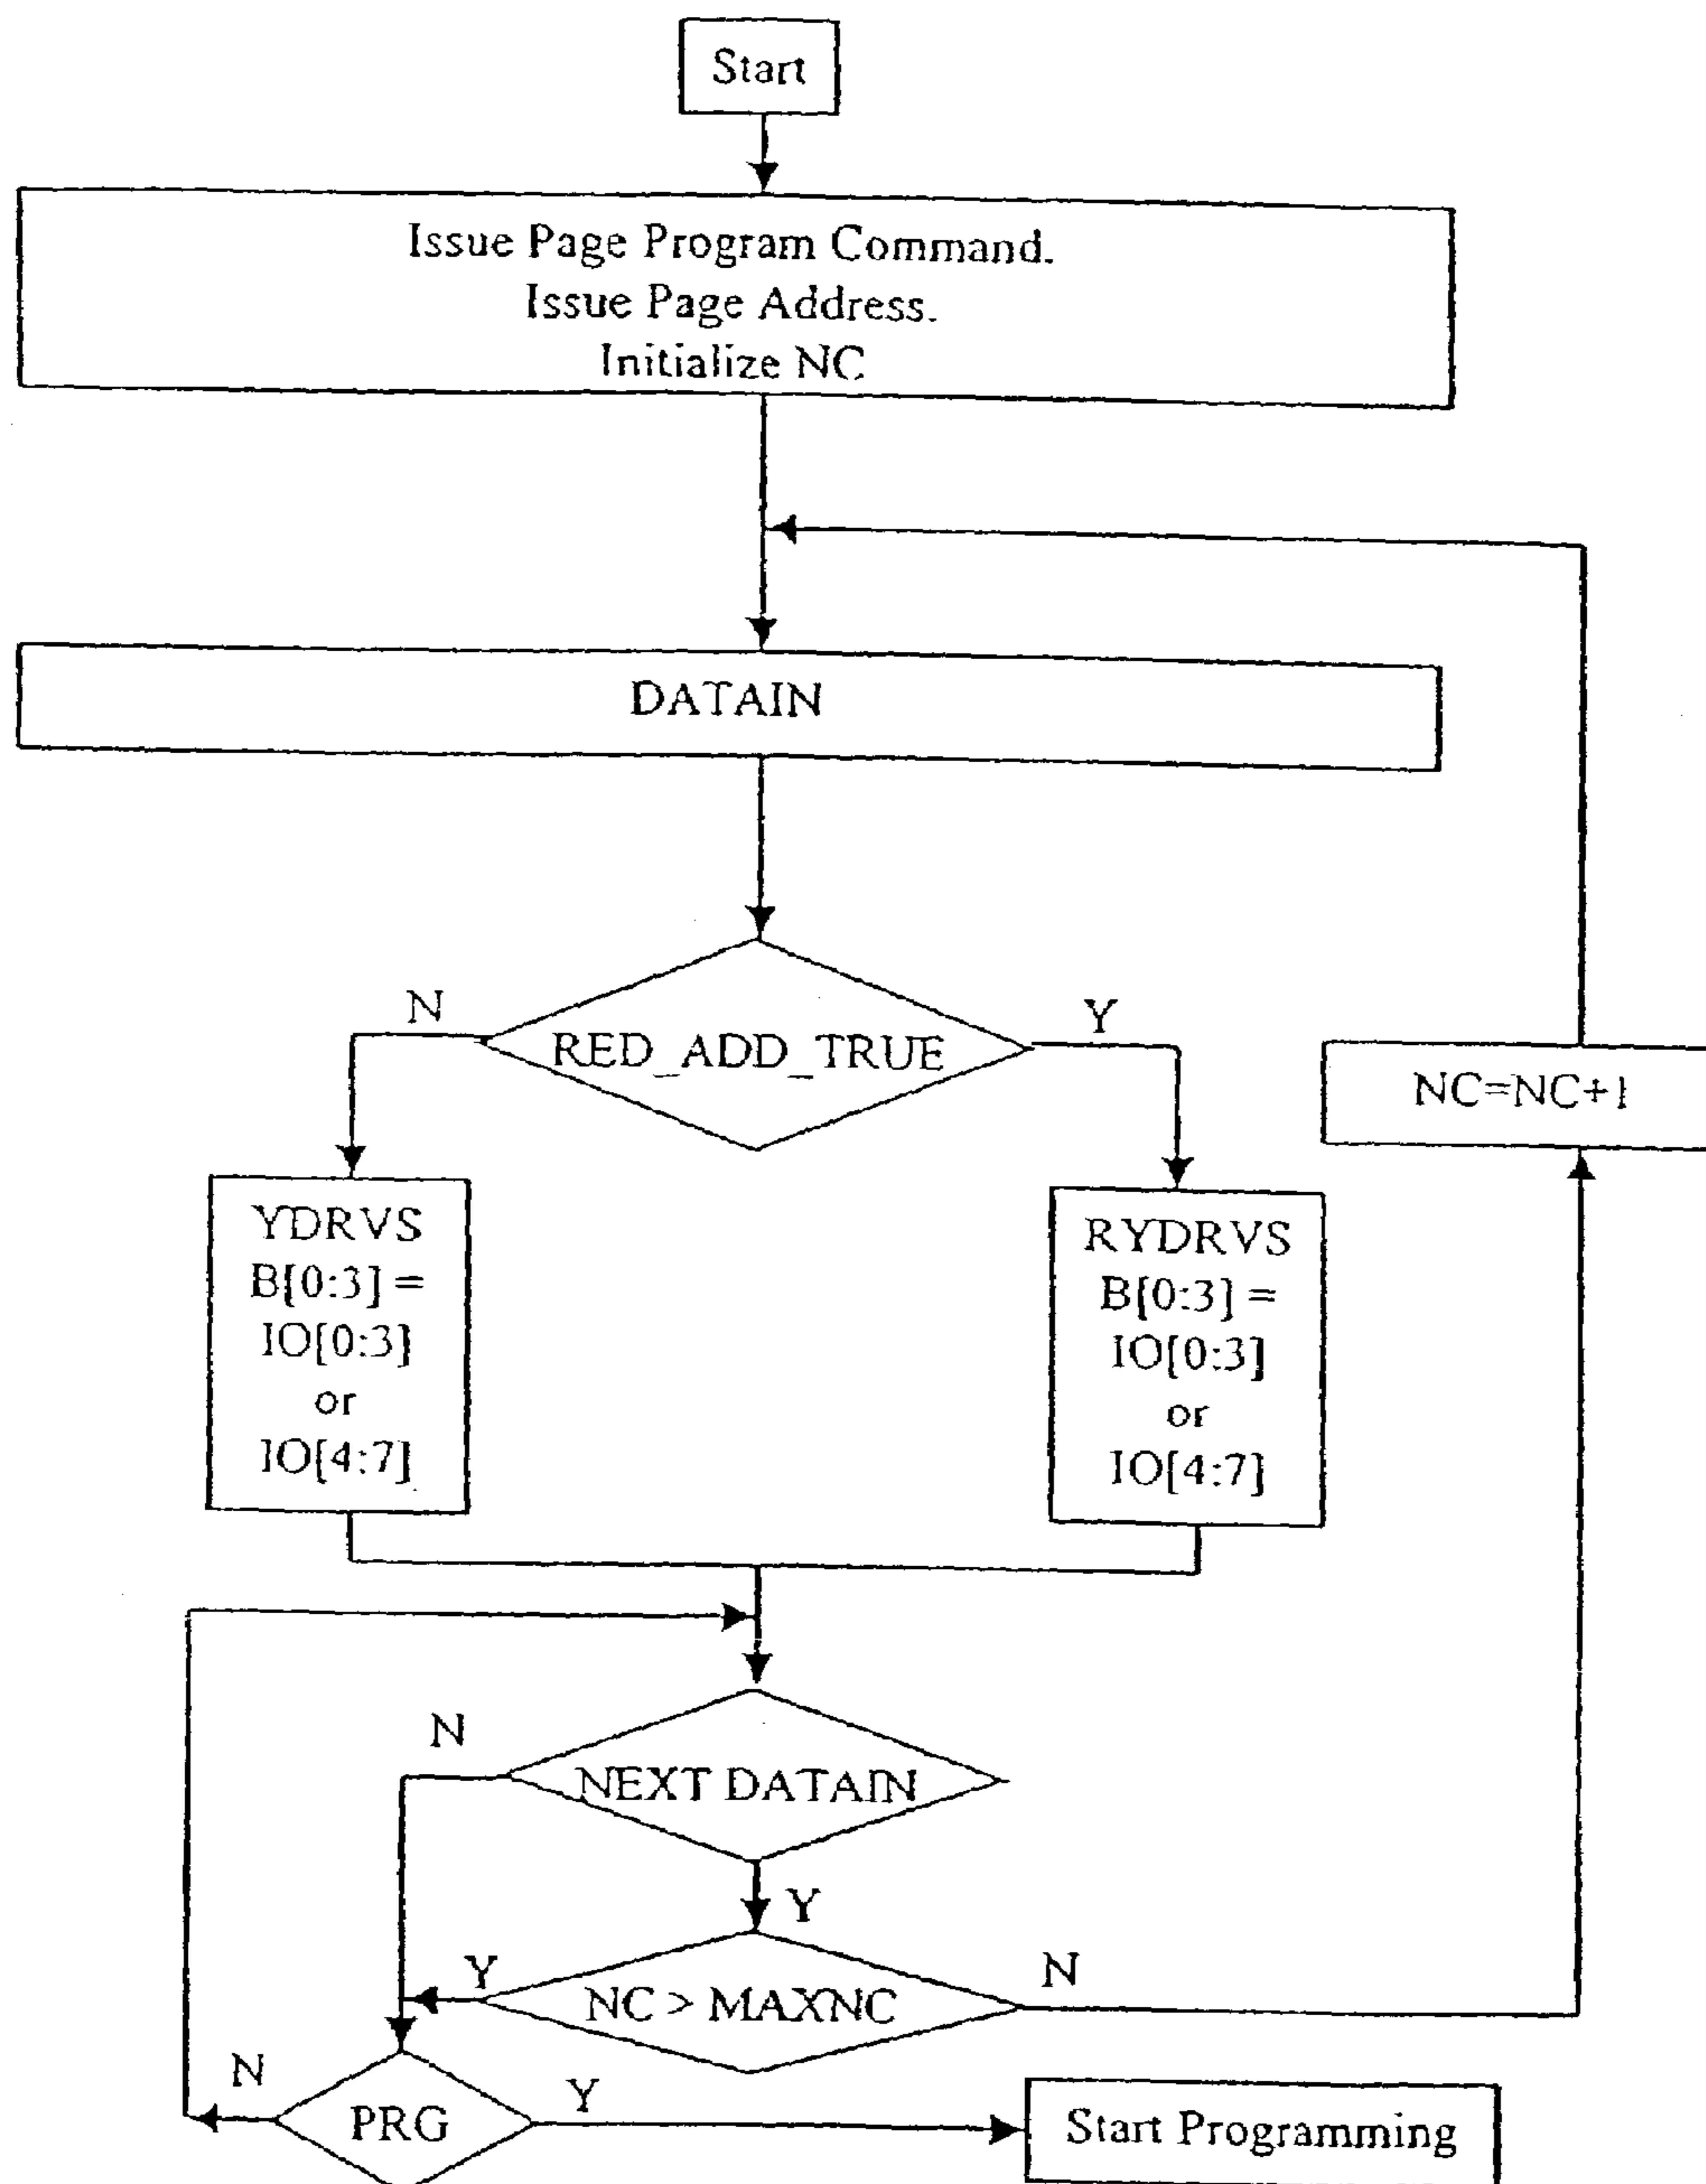 Start
Issue Page Program Command.
Issue Page Address.
Initialize NC
DATAIN
N
RED_ADD_TRUE
Y
NC=NC+1
YDRVS
B[0:3] =
IO[0:3]
or
IO[4:7]
RYDRVS
B[0:3] =
IO[0:3]
or
IO[4:7]
N
NEXT DATAIN
Y
Y
NC > MAXNC
N
N
PRG
Y
Start Programming